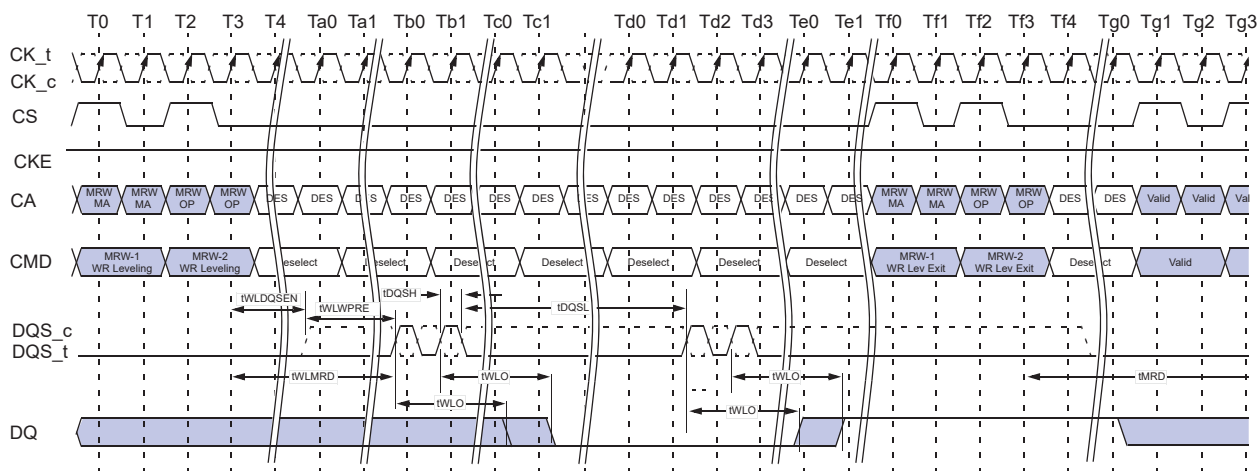 T0 T1 T2 T3 T4 Ta0 Ta1 Tb0 Tb1 Tc0 Tc1 Td0 Td1 Td2 Td3 Te0 Te1 Tf0 Tf1 Tf2 Tf3 Tf4 Tg0 Tg1 Tg2 Tg3
CK_t
CK_c
CS
CKE
CA MRW MA MRW MA MRW OP MRW OP DES DES DES DES DES DES DES DES DES DES DES DES DES DES MRW MA MRW MA MRW OP MRW OP DES DES Valid Valid Val
CMD MRW-1 WR Leveling MRW-2 WR Leveling Deselect Deselect Deselect Deselect Deselect Deselect Deselect MRW-1 WR Lev Exit MRW-2 WR Lev Exit Deselect Valid
tWLDQSEN tDQSH
tWLWPRE tDQSL
DQS_c
DQS_t
tWLMRD tWLO tWLO tMRD
tWLO tWLO
DQ